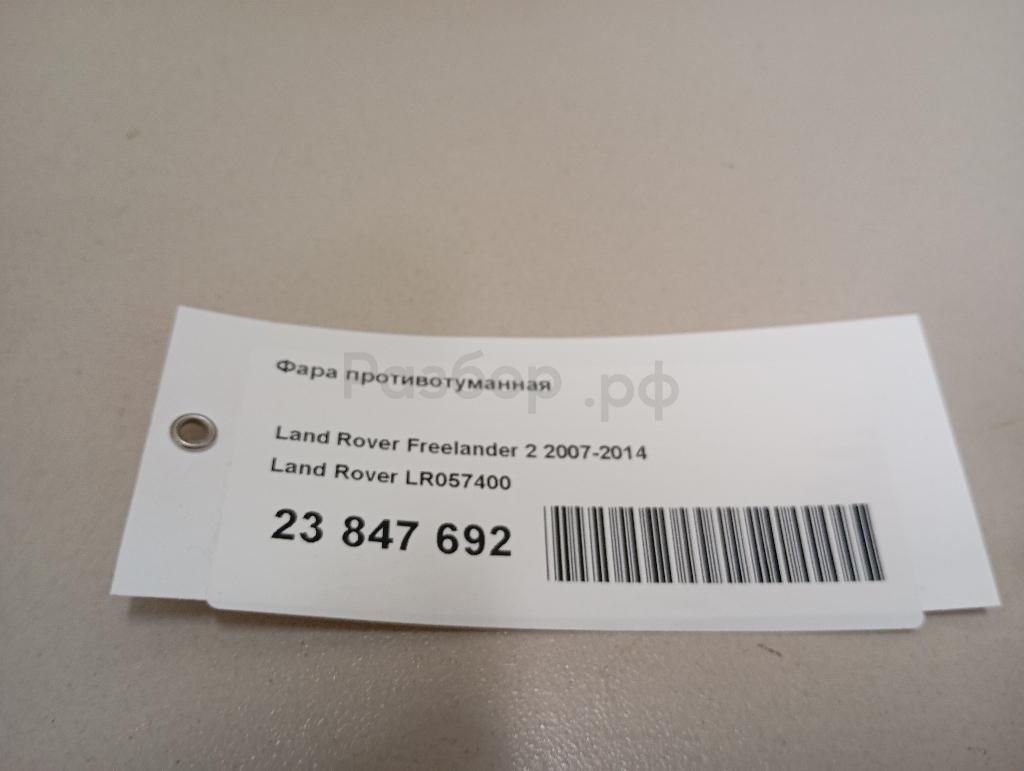 Фара противотуманная
Разбор.рф
Land Rover Freelander 2 2007-2014
Land Rover LR057400
23 847 692